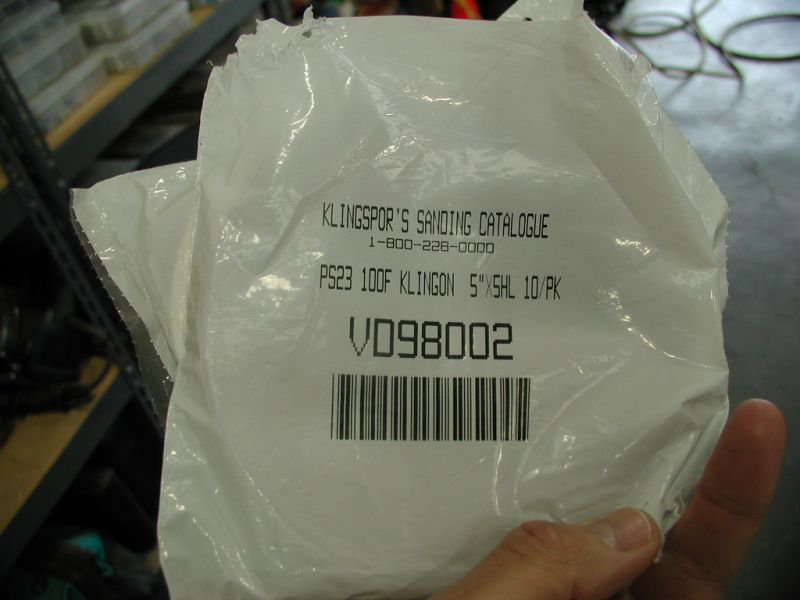 KLINGSPOR'S SANDING CATALOGUE
1-800-228-0000
PS23 100F KLINGON 5"X5HL 10/PK
VD98002